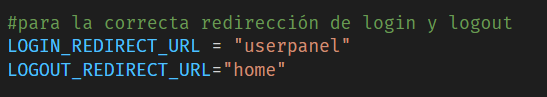 #para la correcta redirección de login y logout
LOGIN_REDIRECT_URL = "userpanel"
LOGOUT_REDIRECT_URL="home"